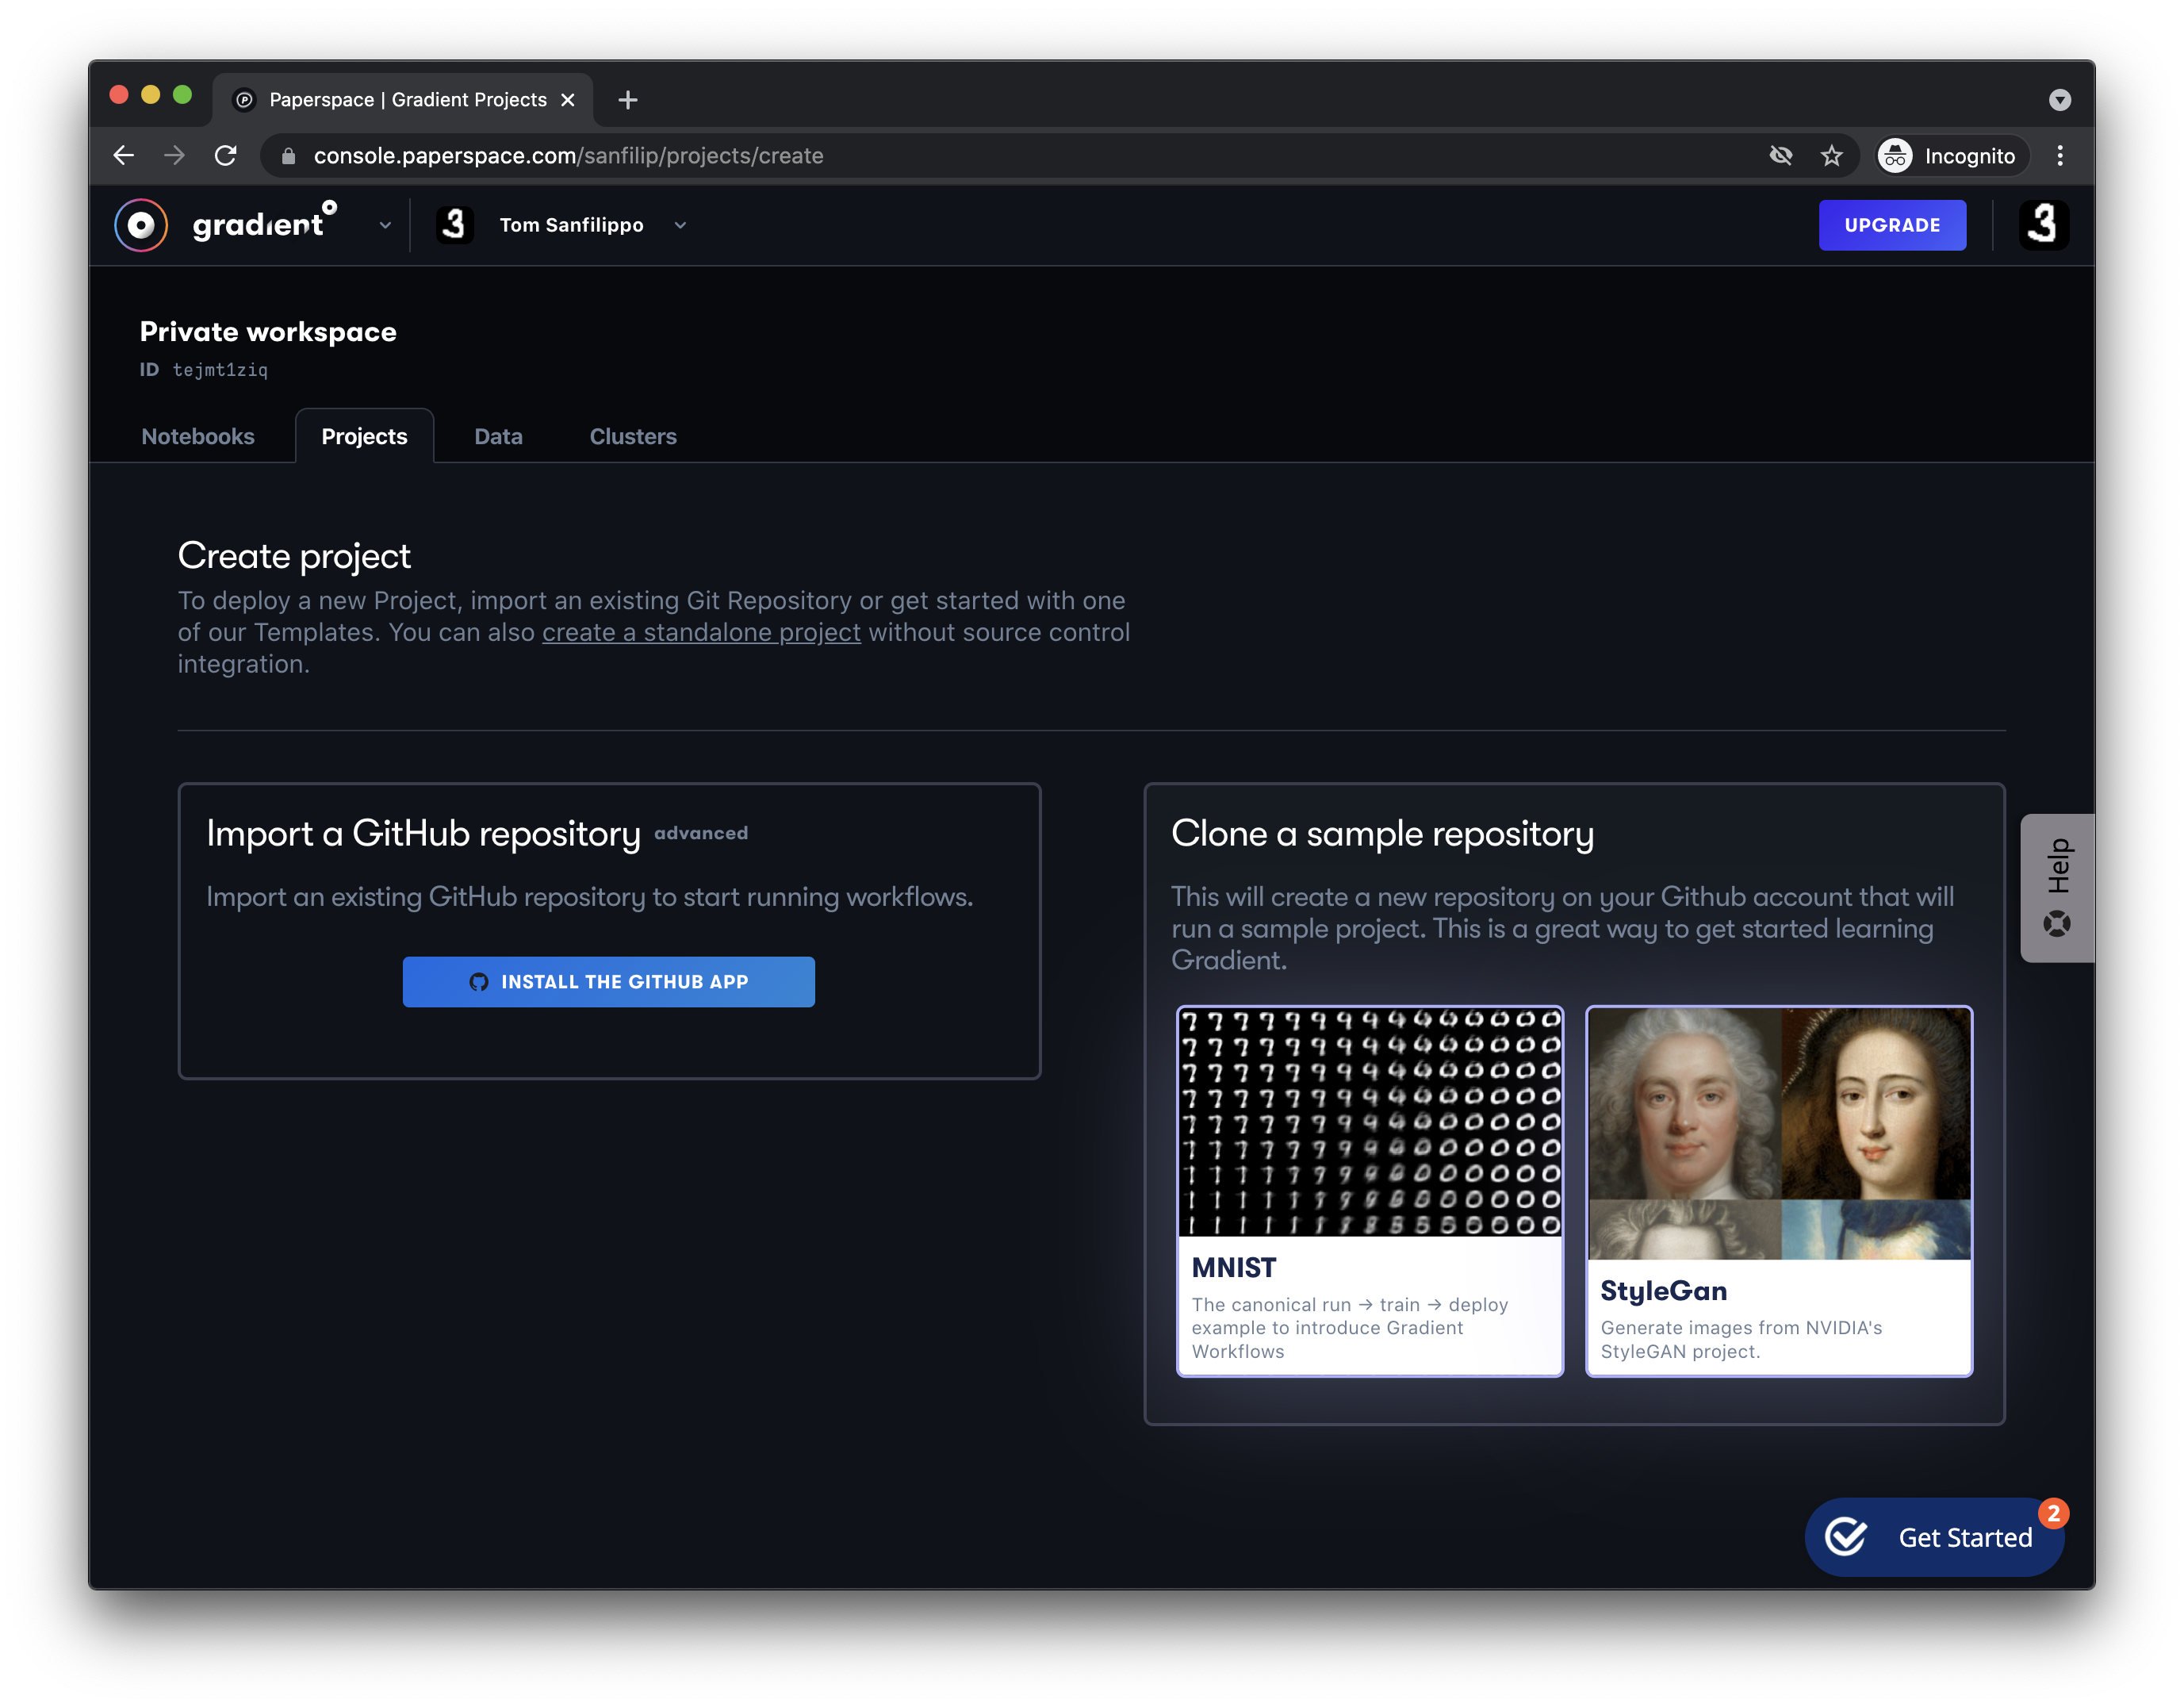 Paperspace | Gradient Projects
console.paperspace.com/sanfilip/projects/create
Incognito
gradient
3
Tom Sanfilippo
UPGRADE
3
Private workspace
ID tejmt1ziq
Notebooks
Projects
Data
Clusters
Create project
To deploy a new Project, import an existing Git Repository or get started with one
of our Templates. You can also create a standalone project without source control
integration.
Import a GitHub repository advanced
Import an existing GitHub repository to start running workflows.
INSTALL THE GITHUB APP
Clone a sample repository
This will create a new repository on your Github account that will
run a sample project. This is a great way to get started learning
Gradient.
MNIST
The canonical run → train → deploy
example to introduce Gradient
Workflows
StyleGan
Generate images from NVIDIA's
StyleGAN project.
Help
Get Started
2